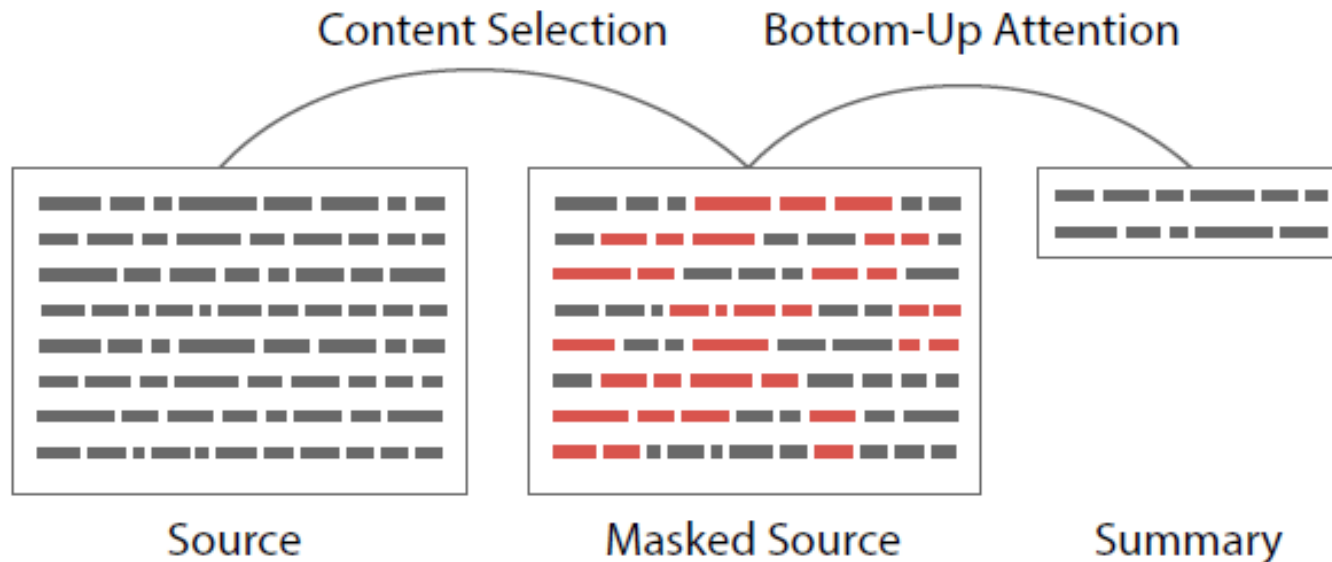 Content Selection
Bottom-Up Attention
Source
Masked Source
Summary